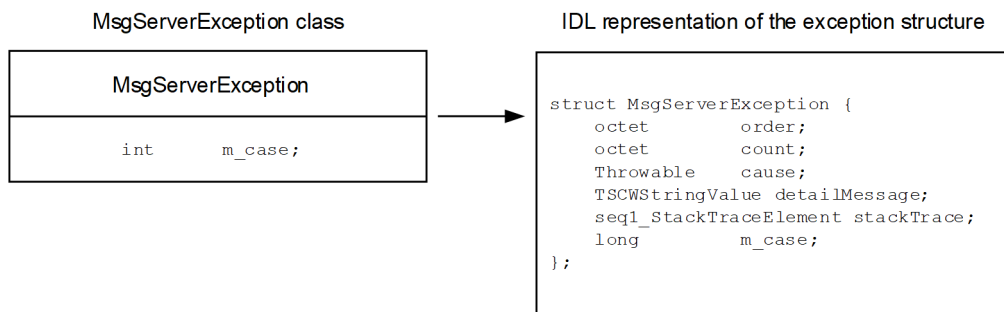 MsgServerException class
MsgServerException
int m_case;
IDL representation of the exception structure
struct MsgServerException {
octet order;
octet count;
Throwable cause;
TSCWStringValue detailMessage;
seq1_StackTraceElement stackTrace;
long m_case;
};